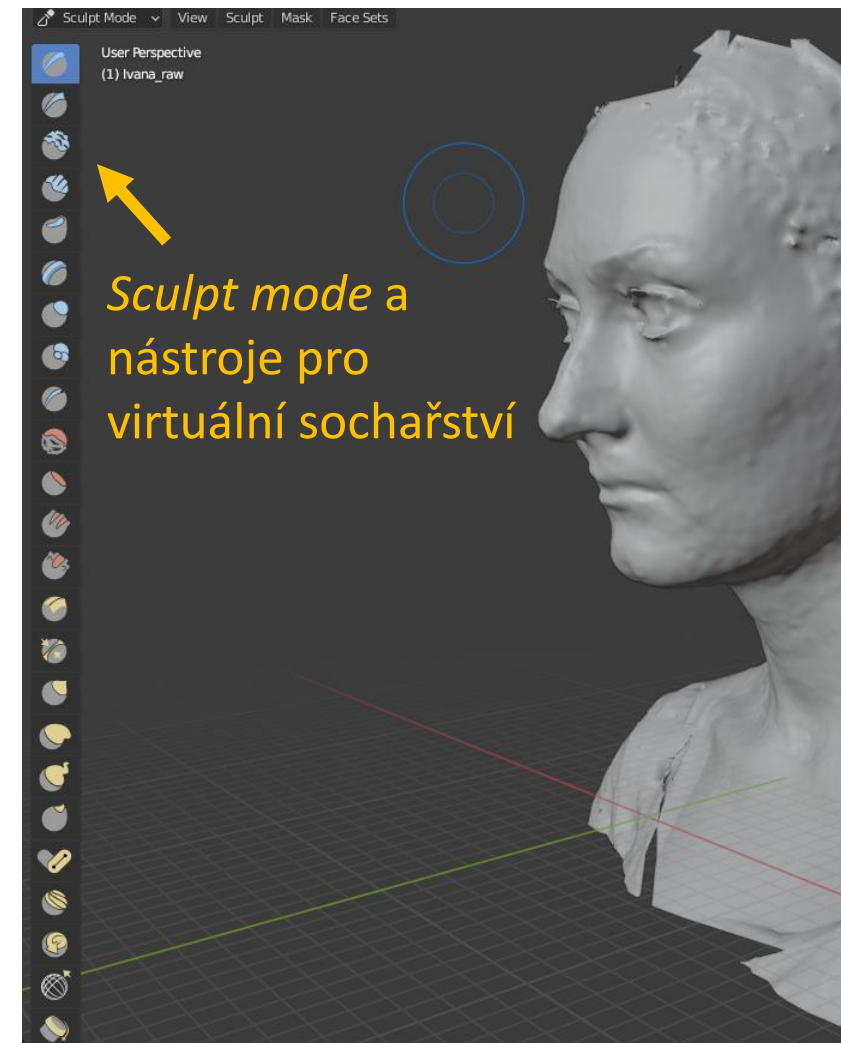 Sculpt Mode View Sculpt Mask Face Sets
User Perspective
(1) Ivana_raw
Sculpt mode a
nástroje pro
virtuální sochařství